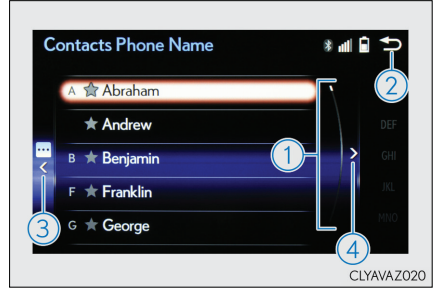 Contacts Phone Name
2
A Abraham
Andrew
DEF
1
B Benjamin
GHI
F Franklin
JKL
G George
MNO
3
4
CLYAVAZ020